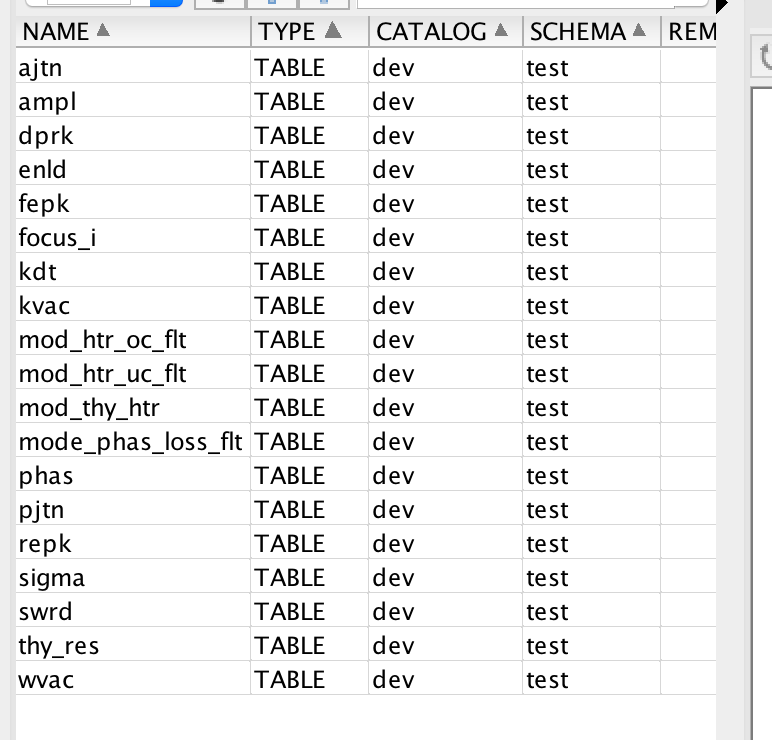 NAME TYPE CATALOG SCHEMA REM
ajtn TABLE dev test
ampl TABLE dev test
dprk TABLE dev test
enld TABLE dev test
fepk TABLE dev test
focus_i TABLE dev test
kdt TABLE dev test
kvac TABLE dev test
mod_htr_oc_flt TABLE dev test
mod_htr_uc_flt TABLE dev test
mod_thy_htr TABLE dev test
mode_phas_loss_flt TABLE dev test
phas TABLE dev test
pjtn TABLE dev test
repk TABLE dev test
sigma TABLE dev test
swrd TABLE dev test
thy_res TABLE dev test
wvac TABLE dev test